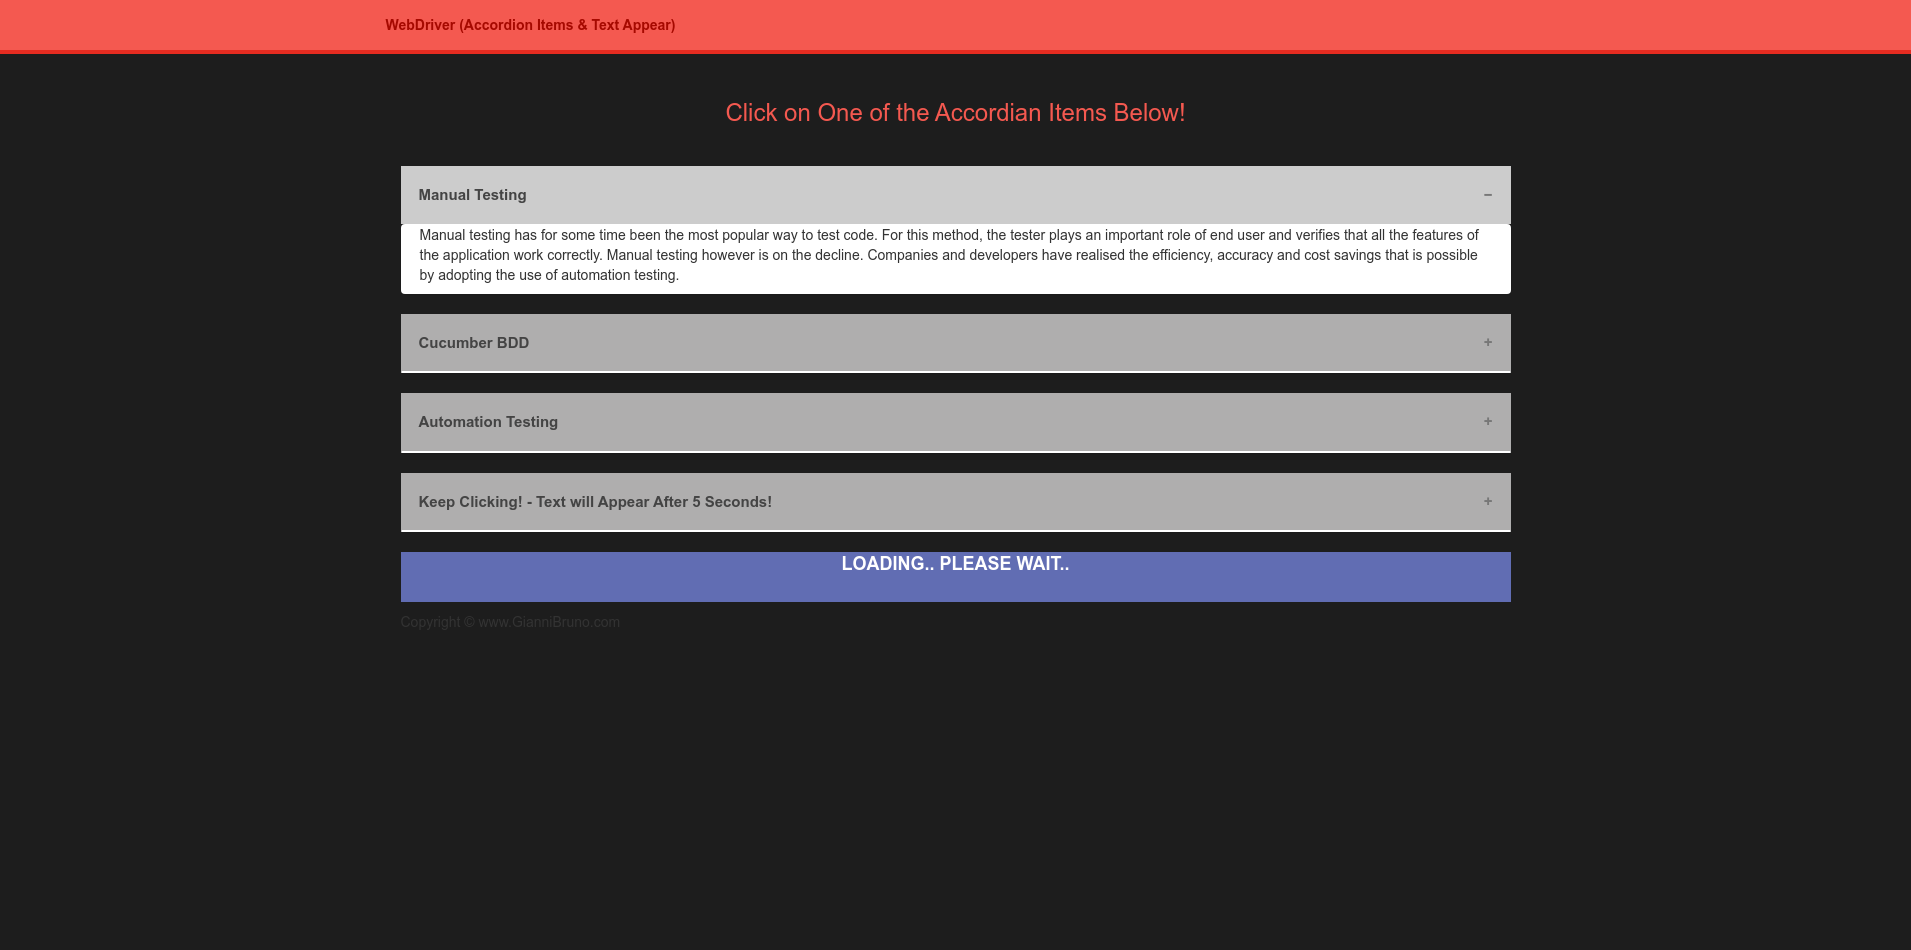 WebDriver (Accordion Items & Text Appear)
Click on One of the Accordian Items Below!
Manual Testing
Manual testing has for some time been the most popular way to test code. For this method, the tester plays an important role of end user and verifies that all the features of
the application work correctly. Manual testing however is on the decline. Companies and developers have realised the efficiency, accuracy and cost savings that is possible
by adopting the use of automation testing.
Cucumber BDD
Automation Testing
Keep Clicking! - Text will Appear After 5 Seconds!
LOADING.. PLEASE WAIT..
Copyright © www.GianniBruno.com